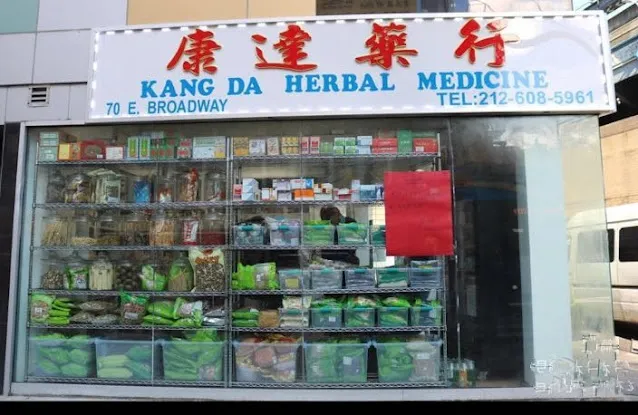 康達藥行
KANG DA HERBAL MEDICINE
70 E. BROADWAY
TEL:212-608-5961